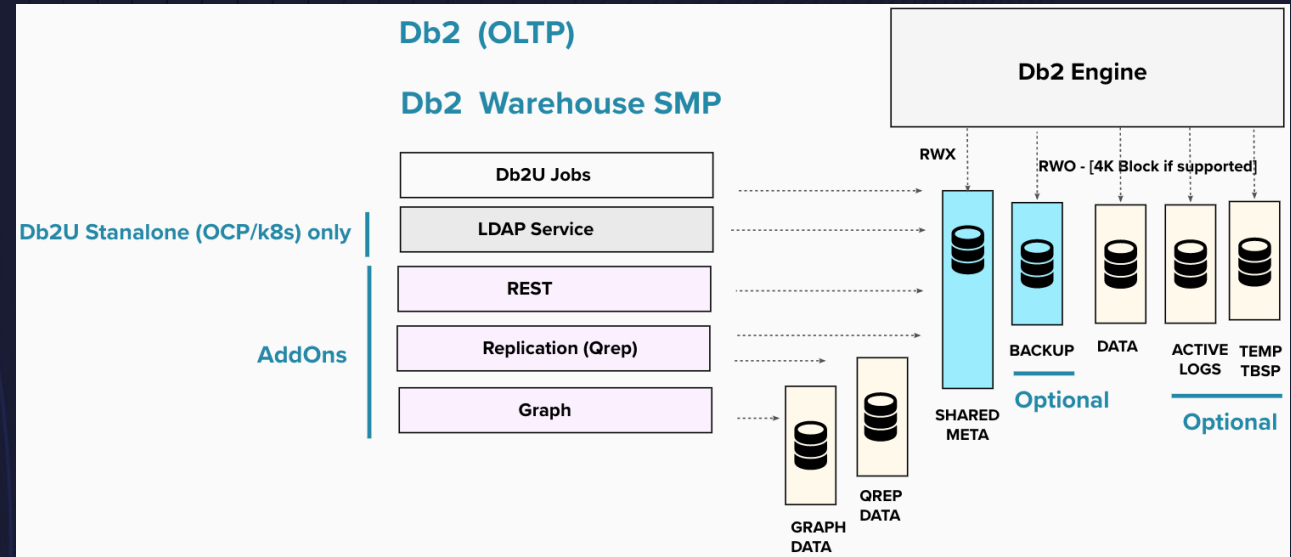 Db2 (OLTP)
Db2 Warehouse SMP
Db2 Engine
RWX
RWO - [4K Block if supported]
Db2U Jobs
Db2U Stanalone (OCP/k8s) only
LDAP Service
REST
AddOns
Replication (Qrep)
Graph
SHARED
META
BACKUP
Optional
DATA
ACTIVE
LOGS
TEMP
TBSP
Optional
QREP
DATA
GRAPH
DATA